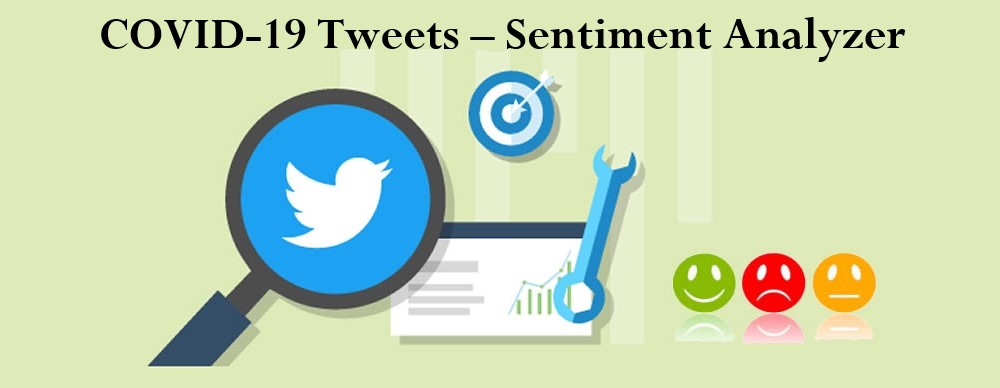 COVID-19 Tweets – Sentiment Analyzer